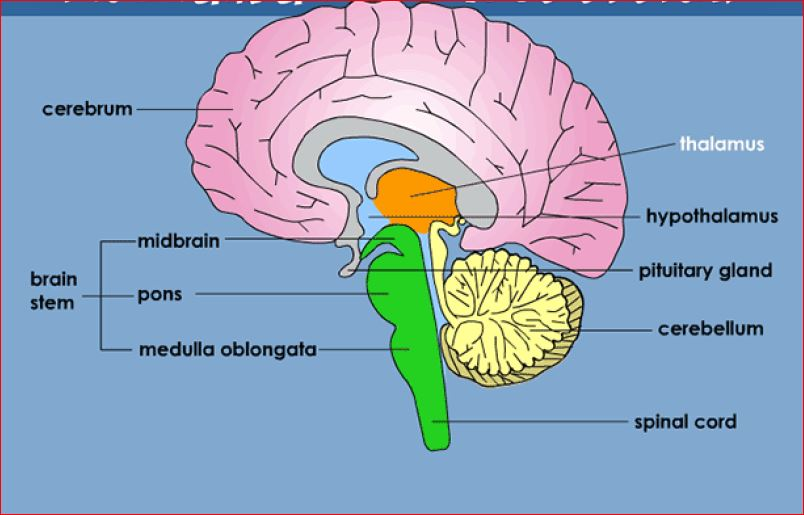 cerebrum
thalamus
hypothalamus
midbrain
pituitary gland
brain
stem
pons
cerebellum
medulla oblongata
spinal cord